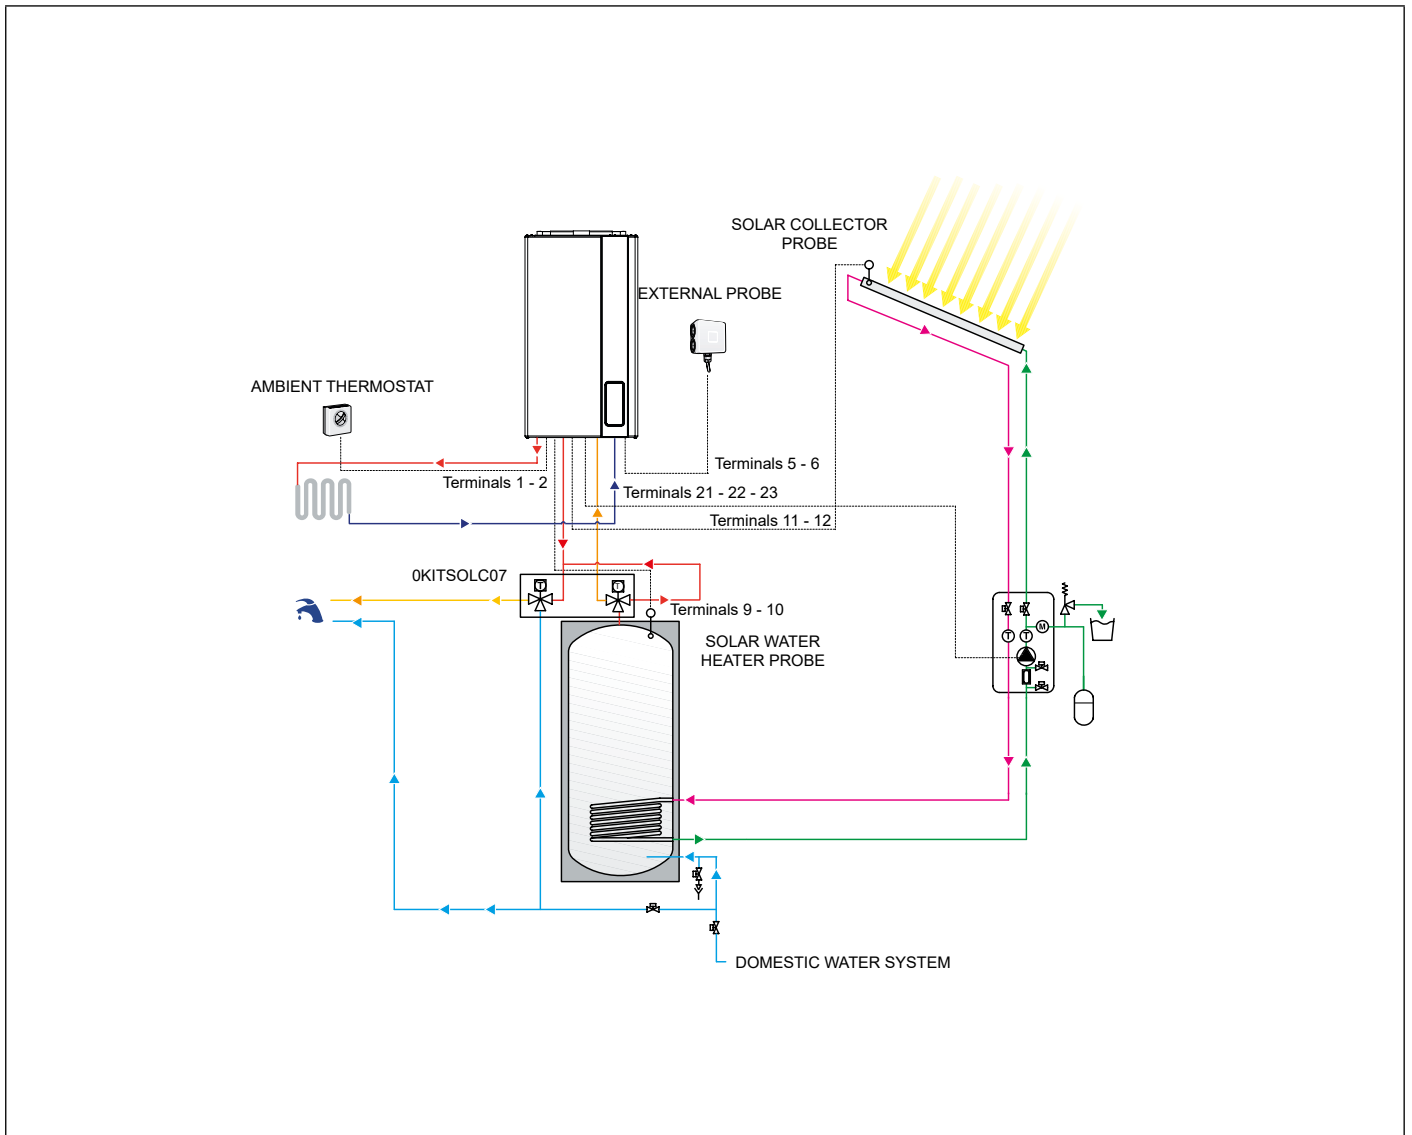 SOLAR COLLECTOR
PROBE
EXTERNAL PROBE
AMBIENT THERMOSTAT
Terminals 5 - 6
Terminals 1 - 2
Terminals 21 - 22 - 23
Terminals 11 - 12
0KITSOLC07
T
T
Terminals 9 - 10
M
T
T
SOLAR WATER
HEATER PROBE
DOMESTIC WATER SYSTEM